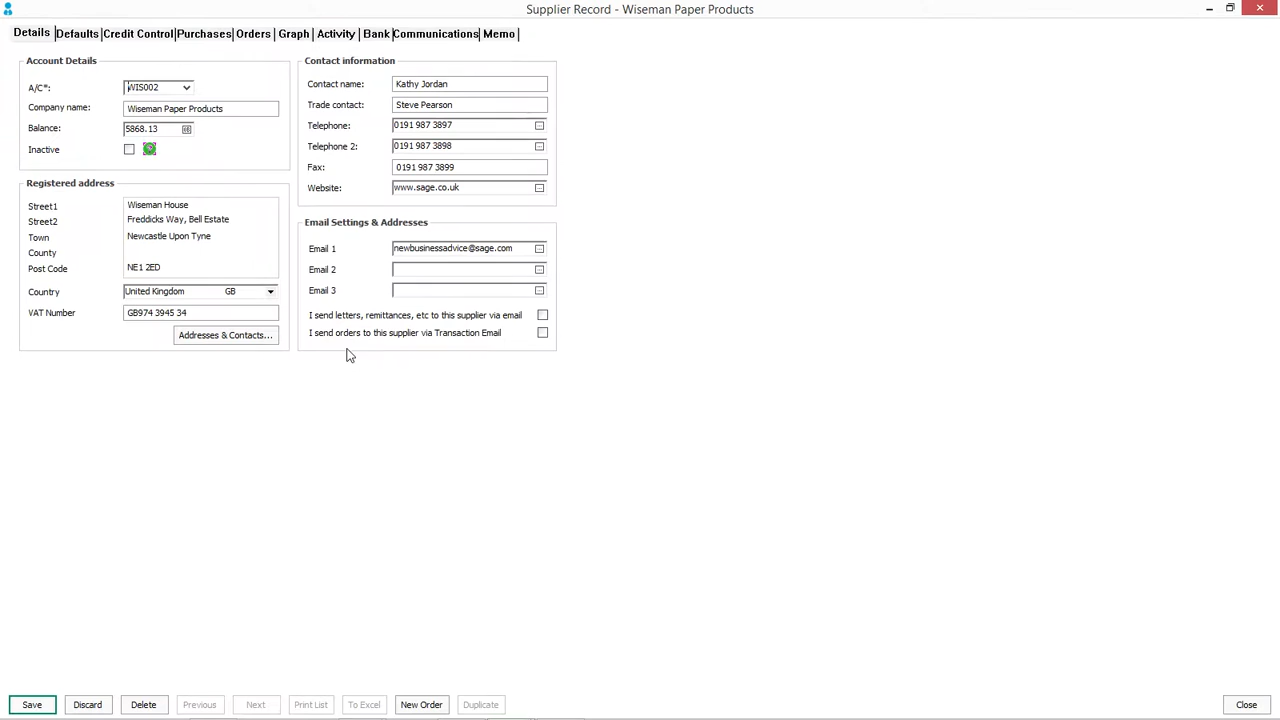 Supplier Record - Wiseman Paper Products
Details Defaults Credit Control Purchases Orders Graph Activity Bank Communications Memo
Account Details
A/C*: WIS002
Company name: Wiseman Paper Products
Balance: 5868.13
Inactive
Registered address
Street1 Wiseman House
Street2 Freddicks Way, Bell Estate
Town Newcastle Upon Tyne
County
Post Code NE1 2ED
Country United Kingdom GB
VAT Number GB974 3945 34
Addresses & Contacts...
Contact information
Contact name: Kathy Jordan
Trade contact: Steve Pearson
Telephone: 0191 987 3897
Telephone 2: 0191 987 3898
Fax: 0191 987 3899
Website: www.sage.co.uk
Email Settings & Addresses
Email 1 newbusinessadvice@sage.com
Email 2
Email 3
I send letters, remittances, etc to this supplier via email
I send orders to this supplier via Transaction Email
Save Discard Delete Previous Next Print List To Excel New Order Duplicate Close